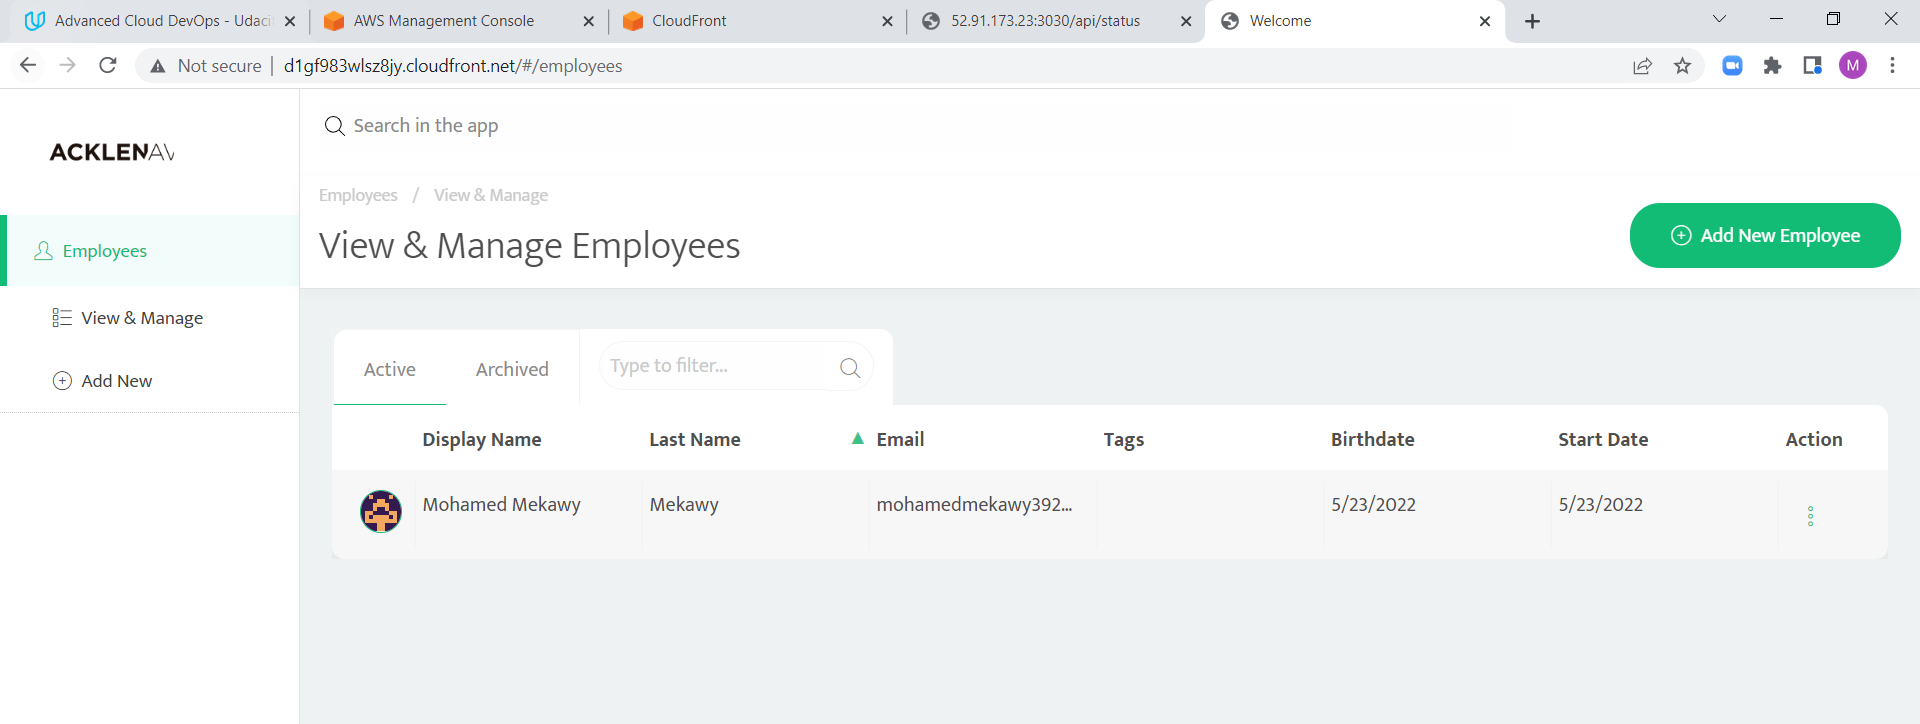 Advanced Cloud DevOps - Udaci
AWS Management Console
CloudFront
52.91.173.23:3030/api/status
Welcome
Not secure
d1gf983wlsz8jy.cloudfront.net/#/employees
M
ACKLENAV
Search in the app
Employees / View & Manage
View & Manage Employees
Add New Employee
Employees
View & Manage
Add New
Active
Archived
Type to filter...
Display Name Last Name Email Tags Birthdate Start Date Action
Mohamed Mekawy Mekawy mohamedmekawy392... 5/23/2022 5/23/2022